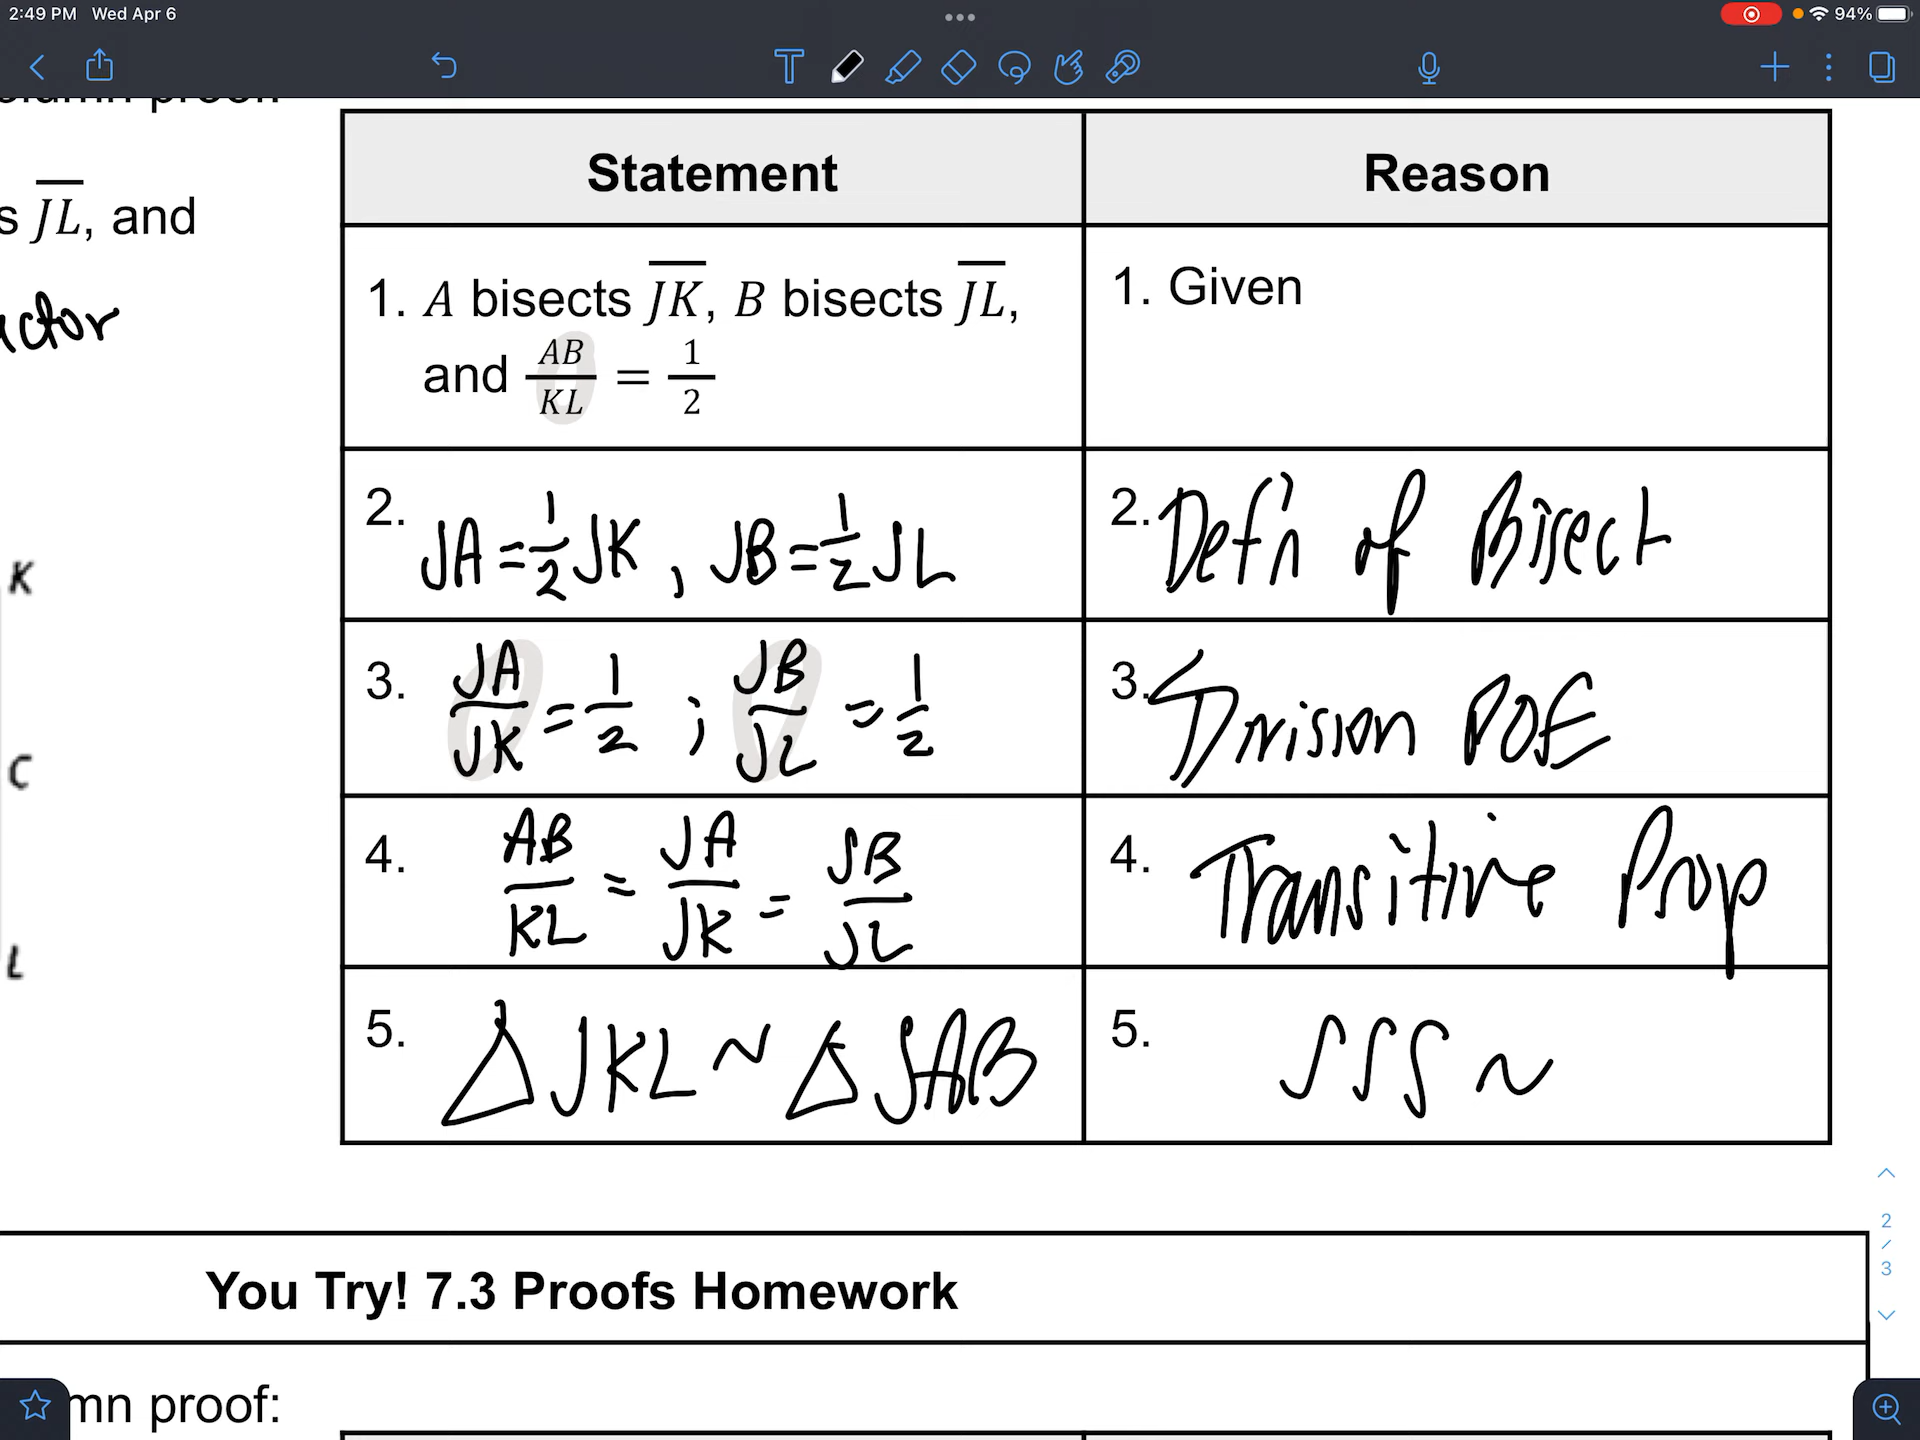 2:49 PM Wed Apr 6
94%
proof:
s JL, and
actor
K
C
L
Statement
Reason
1. A bisects JK, B bisects JL,
and AB/KL = 1/2
1. Given
2. JA = 1/2 JK, JB = 1/2 JL
2. Def'n of Bisect
3. JA/JK = 1/2 ; JB/JL = 1/2
3. Division POE
4. AB/KL = JA/JK = JB/JL
4. Transitive Prop
5. △JKL ~ △JAB
5. SSS ~
2
/
3
You Try! 7.3 Proofs Homework
mn proof: